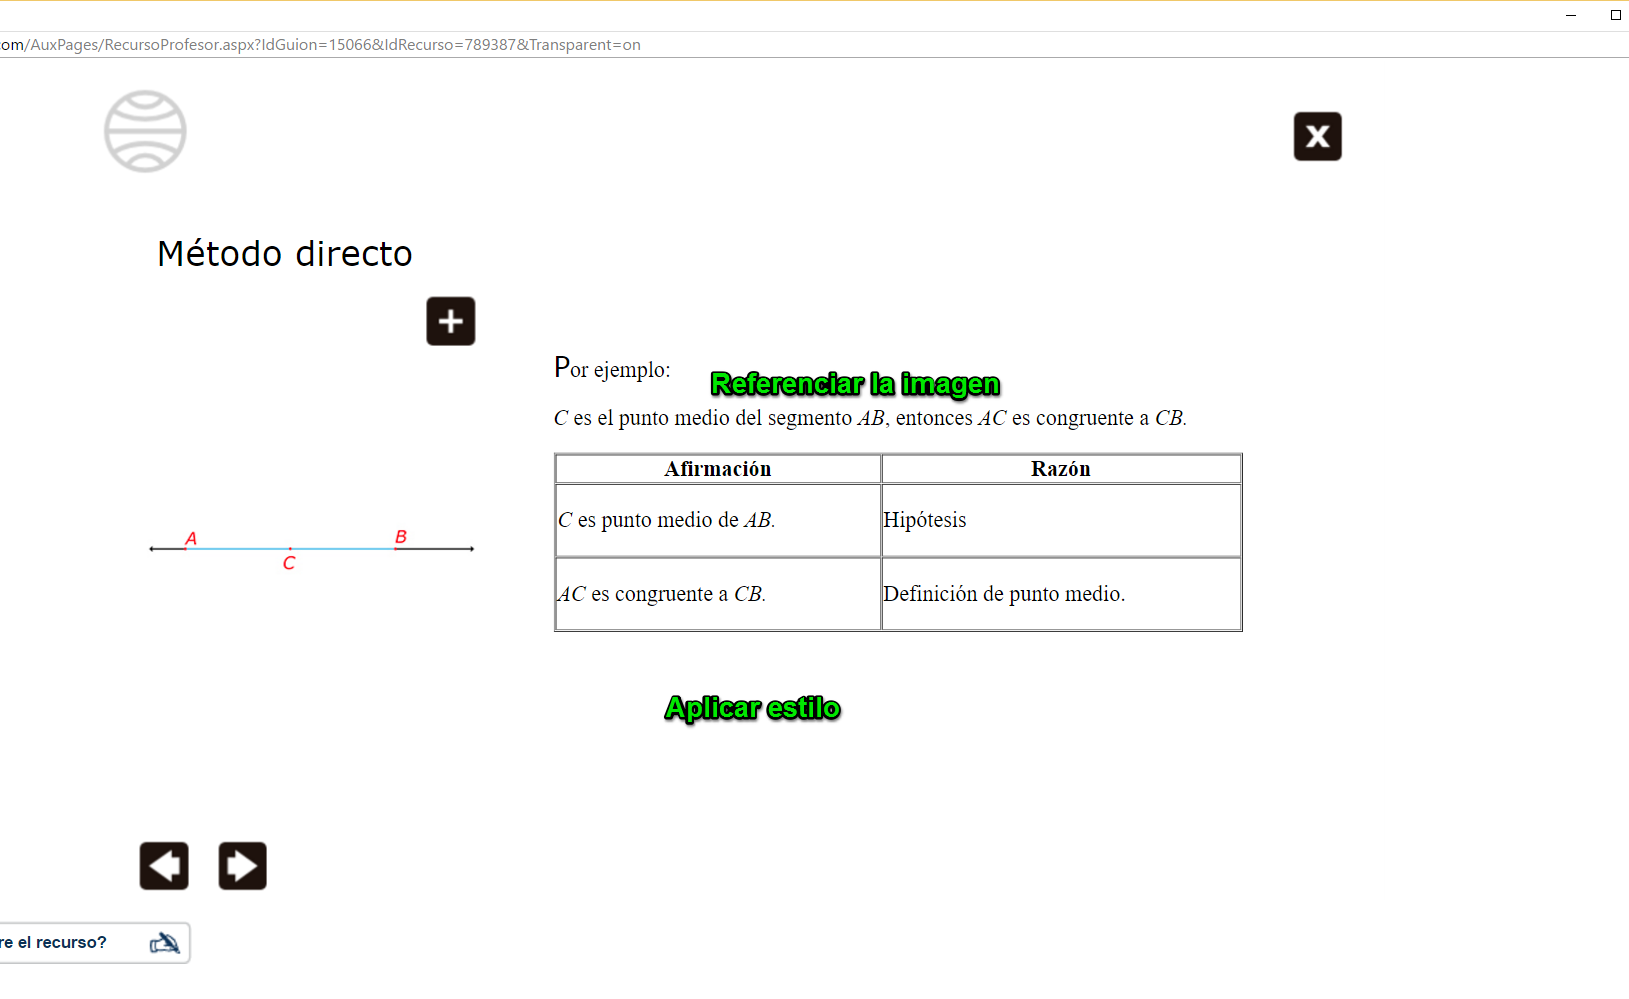 om/AuxPages/RecursoProfesor.aspx?IdGuion=15066&IdRecurso=789387&Transparent=on
X
Método directo
+
Por ejemplo:
Referenciar la imagen
C es el punto medio del segmento AB, entonces AC es congruente a CB.
Afirmación Razón
C es punto medio de AB. Hipótesis
A B
C
AC es congruente a CB. Definición de punto medio.
Aplicar estilo
re el recurso?